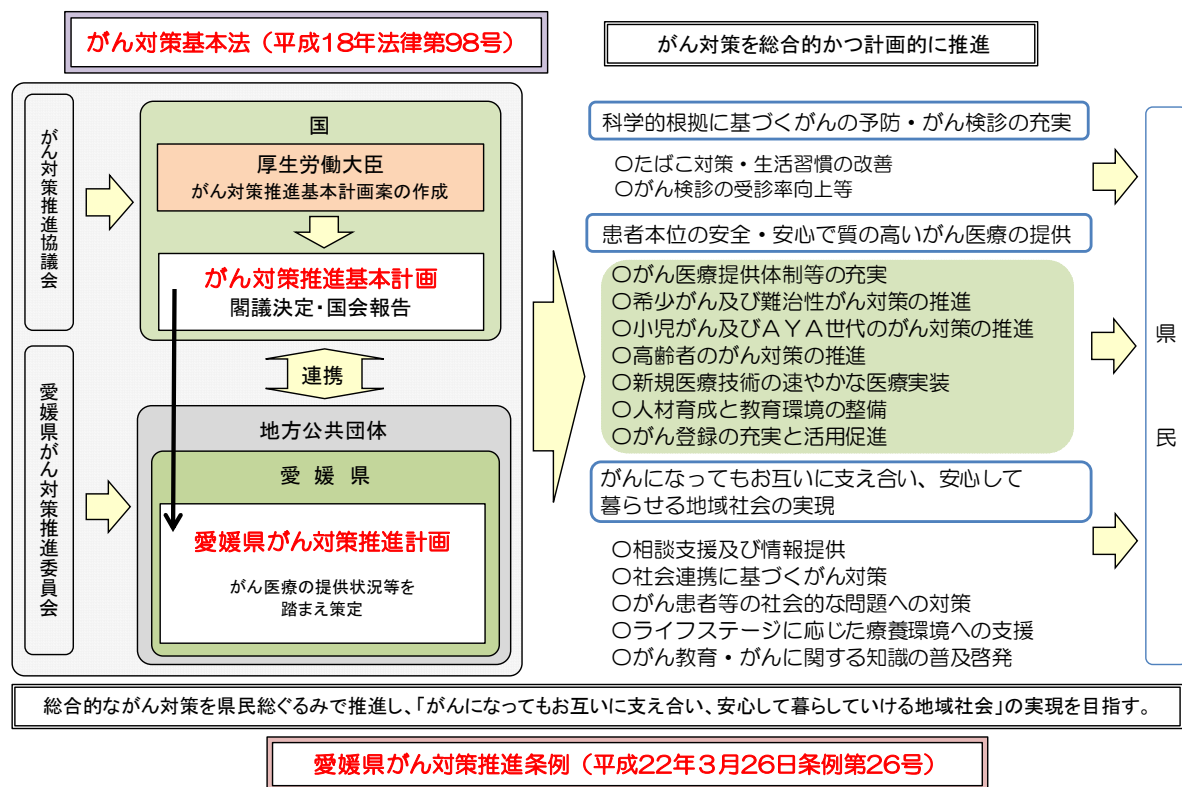 がん対策基本法（平成18年法律第98号）
がん対策を総合的かつ計画的に推進
がん対策推進協議会
国
厚生労働大臣
がん対策推進基本計画案の作成
がん対策推進基本計画
閣議決定・国会報告
連携
愛媛県がん対策推進委員会
地方公共団体
愛媛県
愛媛県がん対策推進計画
がん医療の提供状況等を
踏まえ策定
科学的根拠に基づくがんの予防・がん検診の充実
〇たばこ対策・生活習慣の改善
〇がん検診の受診率向上等
患者本位の安全・安心で質の高いがん医療の提供
〇がん医療提供体制等の充実
〇希少がん及び難治性がん対策の推進
〇小児がん及びＡＹＡ世代のがん対策の推進
〇高齢者のがん対策の推進
〇新規医療技術の速やかな医療実装
〇人材育成と教育環境の整備
〇がん登録の充実と活用促進
がんになってもお互いに支え合い、安心して
暮らせる地域社会の実現
〇相談支援及び情報提供
〇社会連携に基づくがん対策
〇がん患者等の社会的な問題への対策
〇ライフステージに応じた療養環境への支援
〇がん教育・がんに関する知識の普及啓発
県民
総合的ながん対策を県民総ぐるみで推進し、「がんになってもお互いに支え合い、安心して暮らしていける地域社会」の実現を目指す。
愛媛県がん対策推進条例（平成22年３月26日条例第26号）